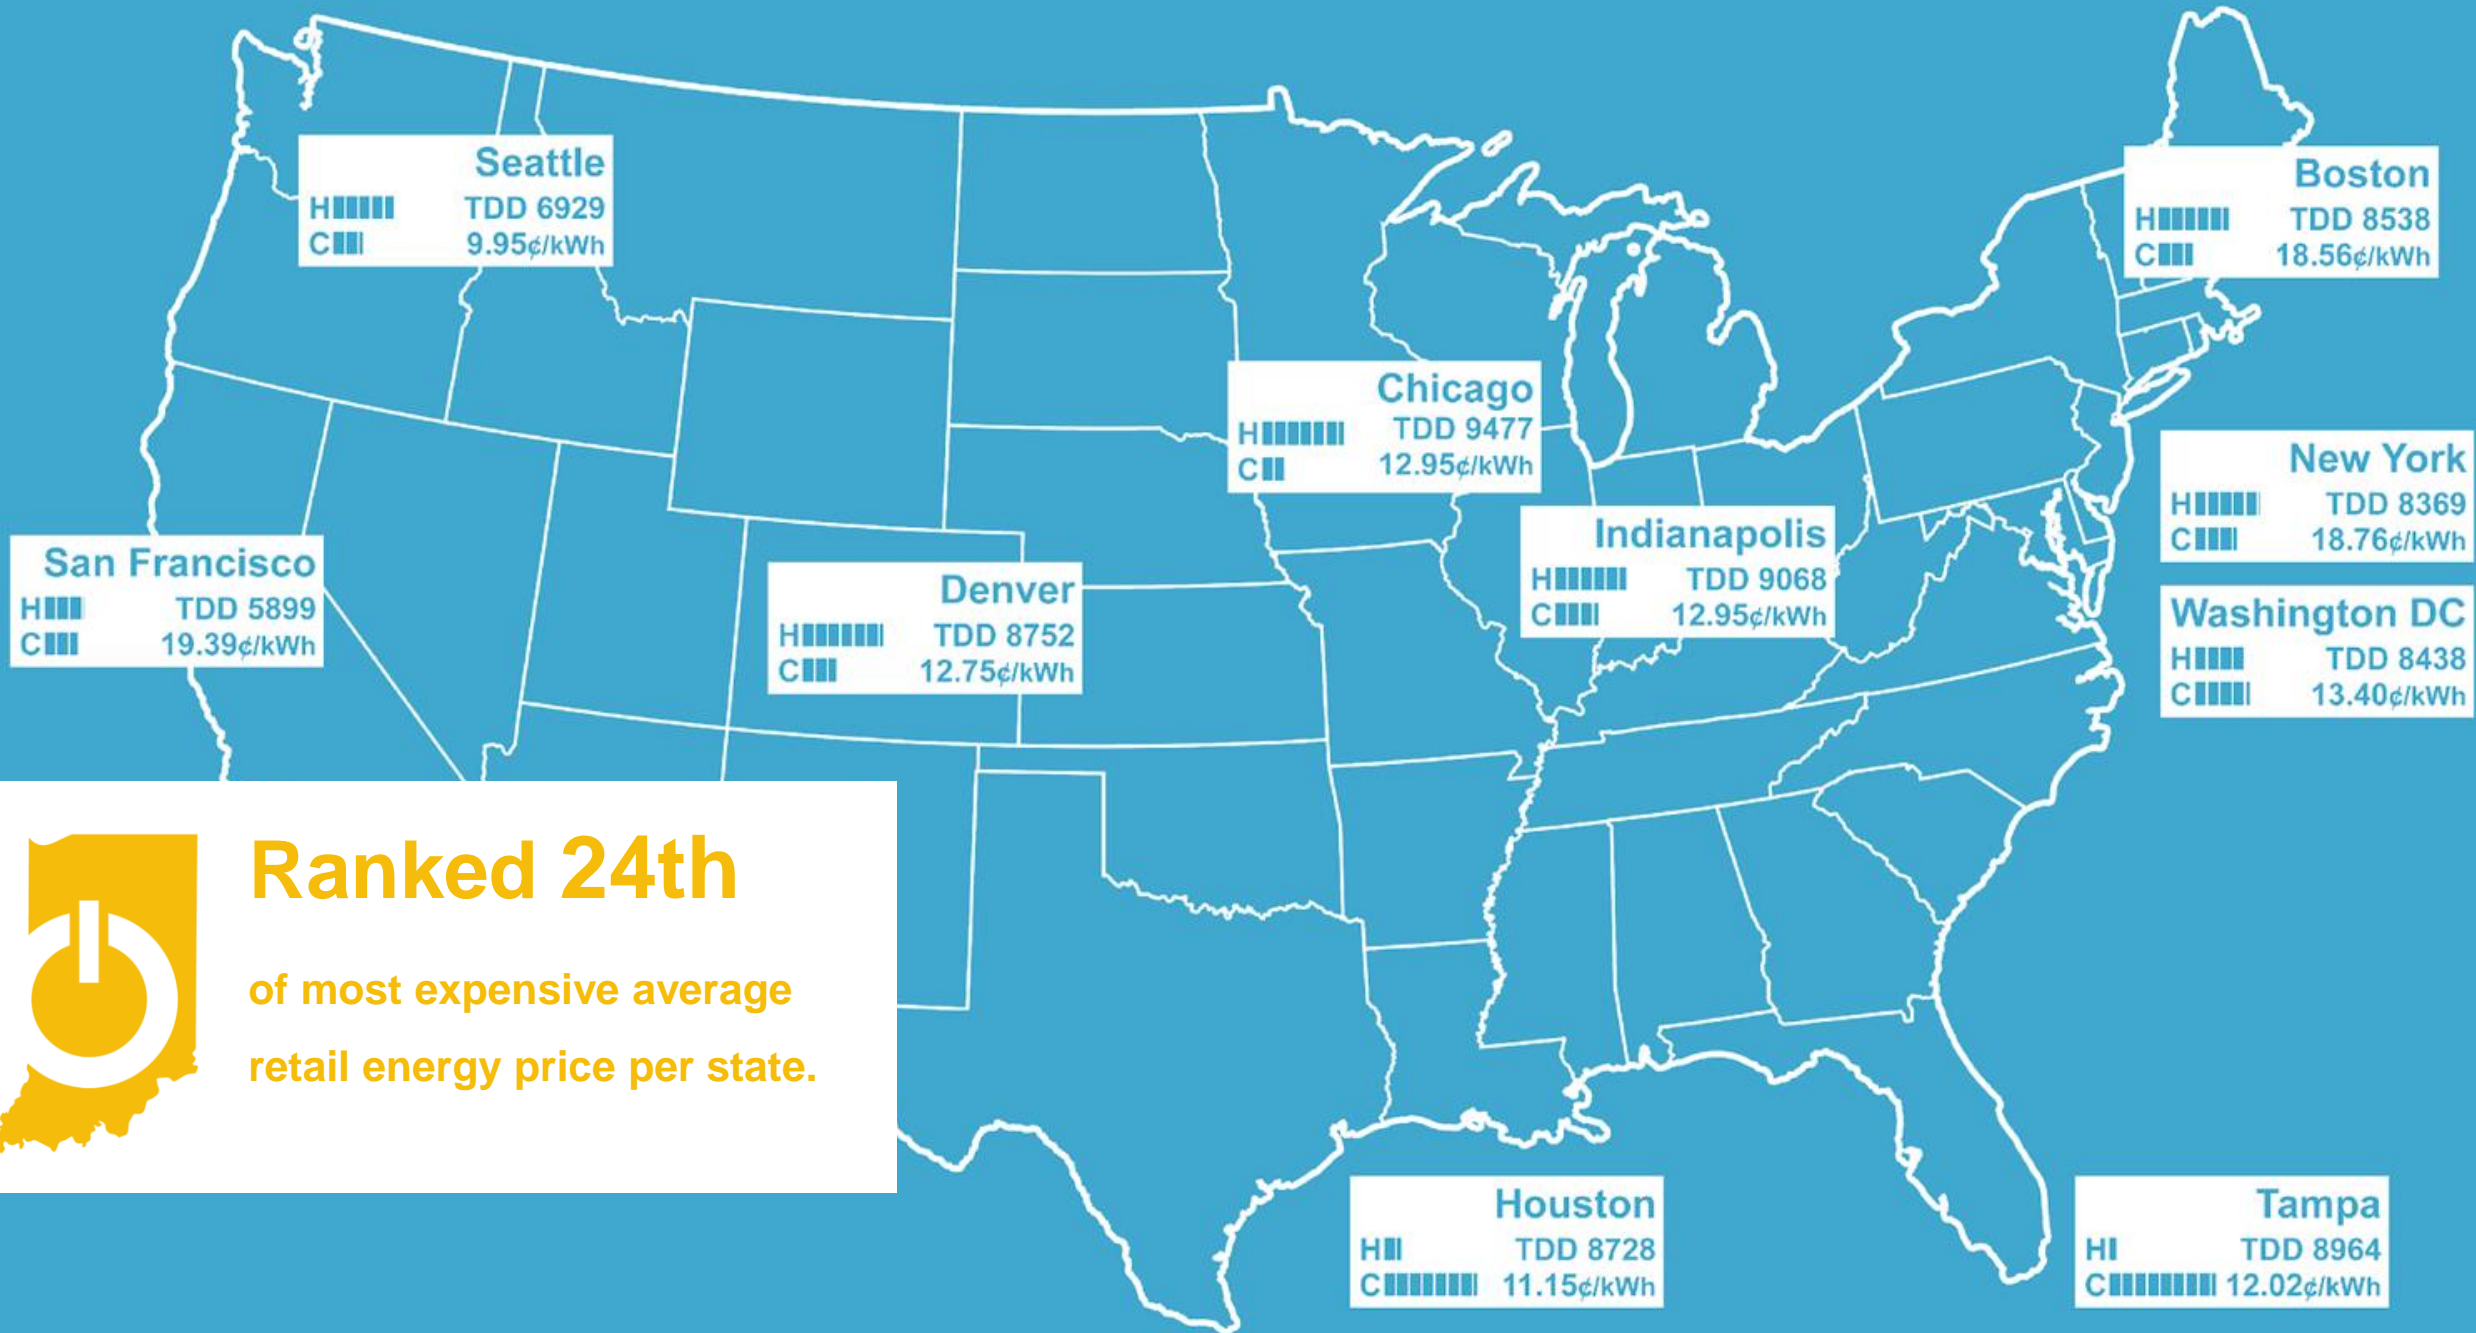 Seattle
H TDD 6929
C 9.95¢/kWh
Boston
H TDD 8538
C 18.56¢/kWh
Chicago
H TDD 9477
C 12.95¢/kWh
New York
H TDD 8369
C 18.76¢/kWh
Indianapolis
H TDD 9068
C 12.95¢/kWh
San Francisco
H TDD 5899
C 19.39¢/kWh
Denver
H TDD 8752
C 12.75¢/kWh
Washington DC
H TDD 8438
C 13.40¢/kWh
Ranked 24th
of most expensive average
retail energy price per state.
Houston
H TDD 8728
C 11.15¢/kWh
Tampa
H TDD 8964
C 12.02¢/kWh